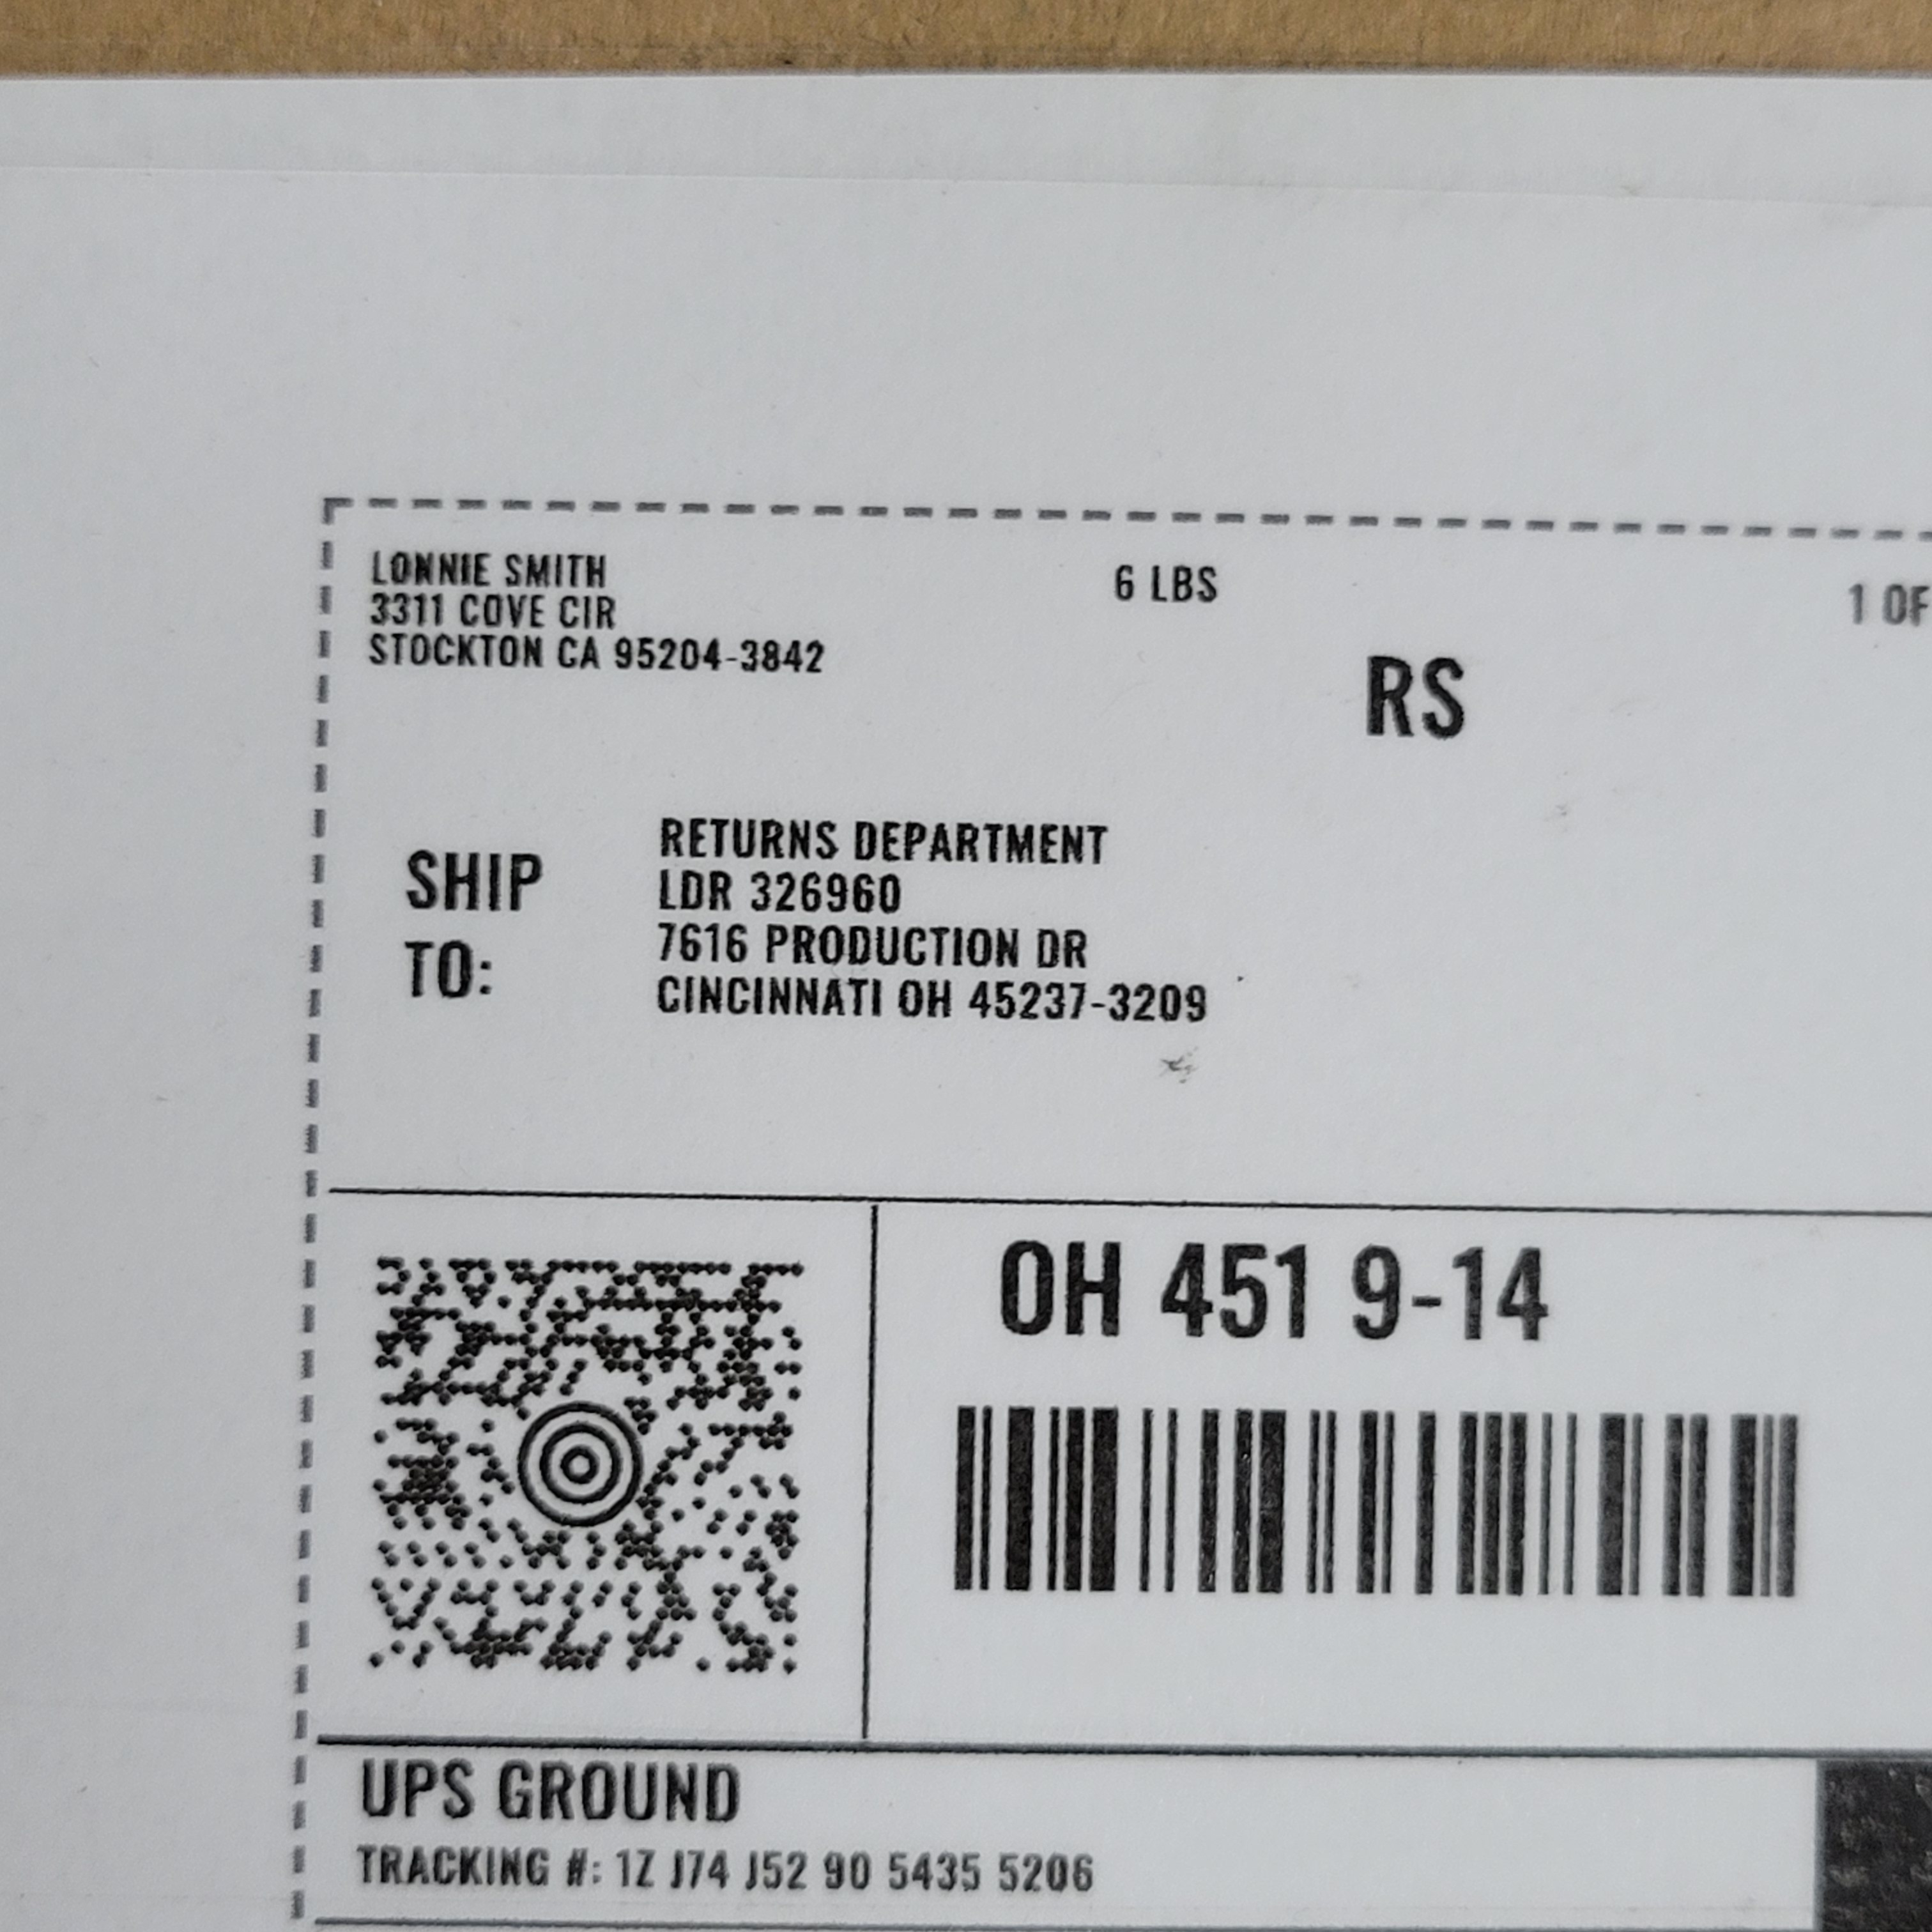 LONNIE SMITH
3311 COVE CIR
STOCKTON CA 95204-3842
6 LBS
1 OF
RS
SHIP
TO:
RETURNS DEPARTMENT
LDR 326960
7616 PRODUCTION DR
CINCINNATI OH 45237-3209
OH 451 9-14
UPS GROUND
TRACKING #: 1Z J74 J52 90 5435 5206